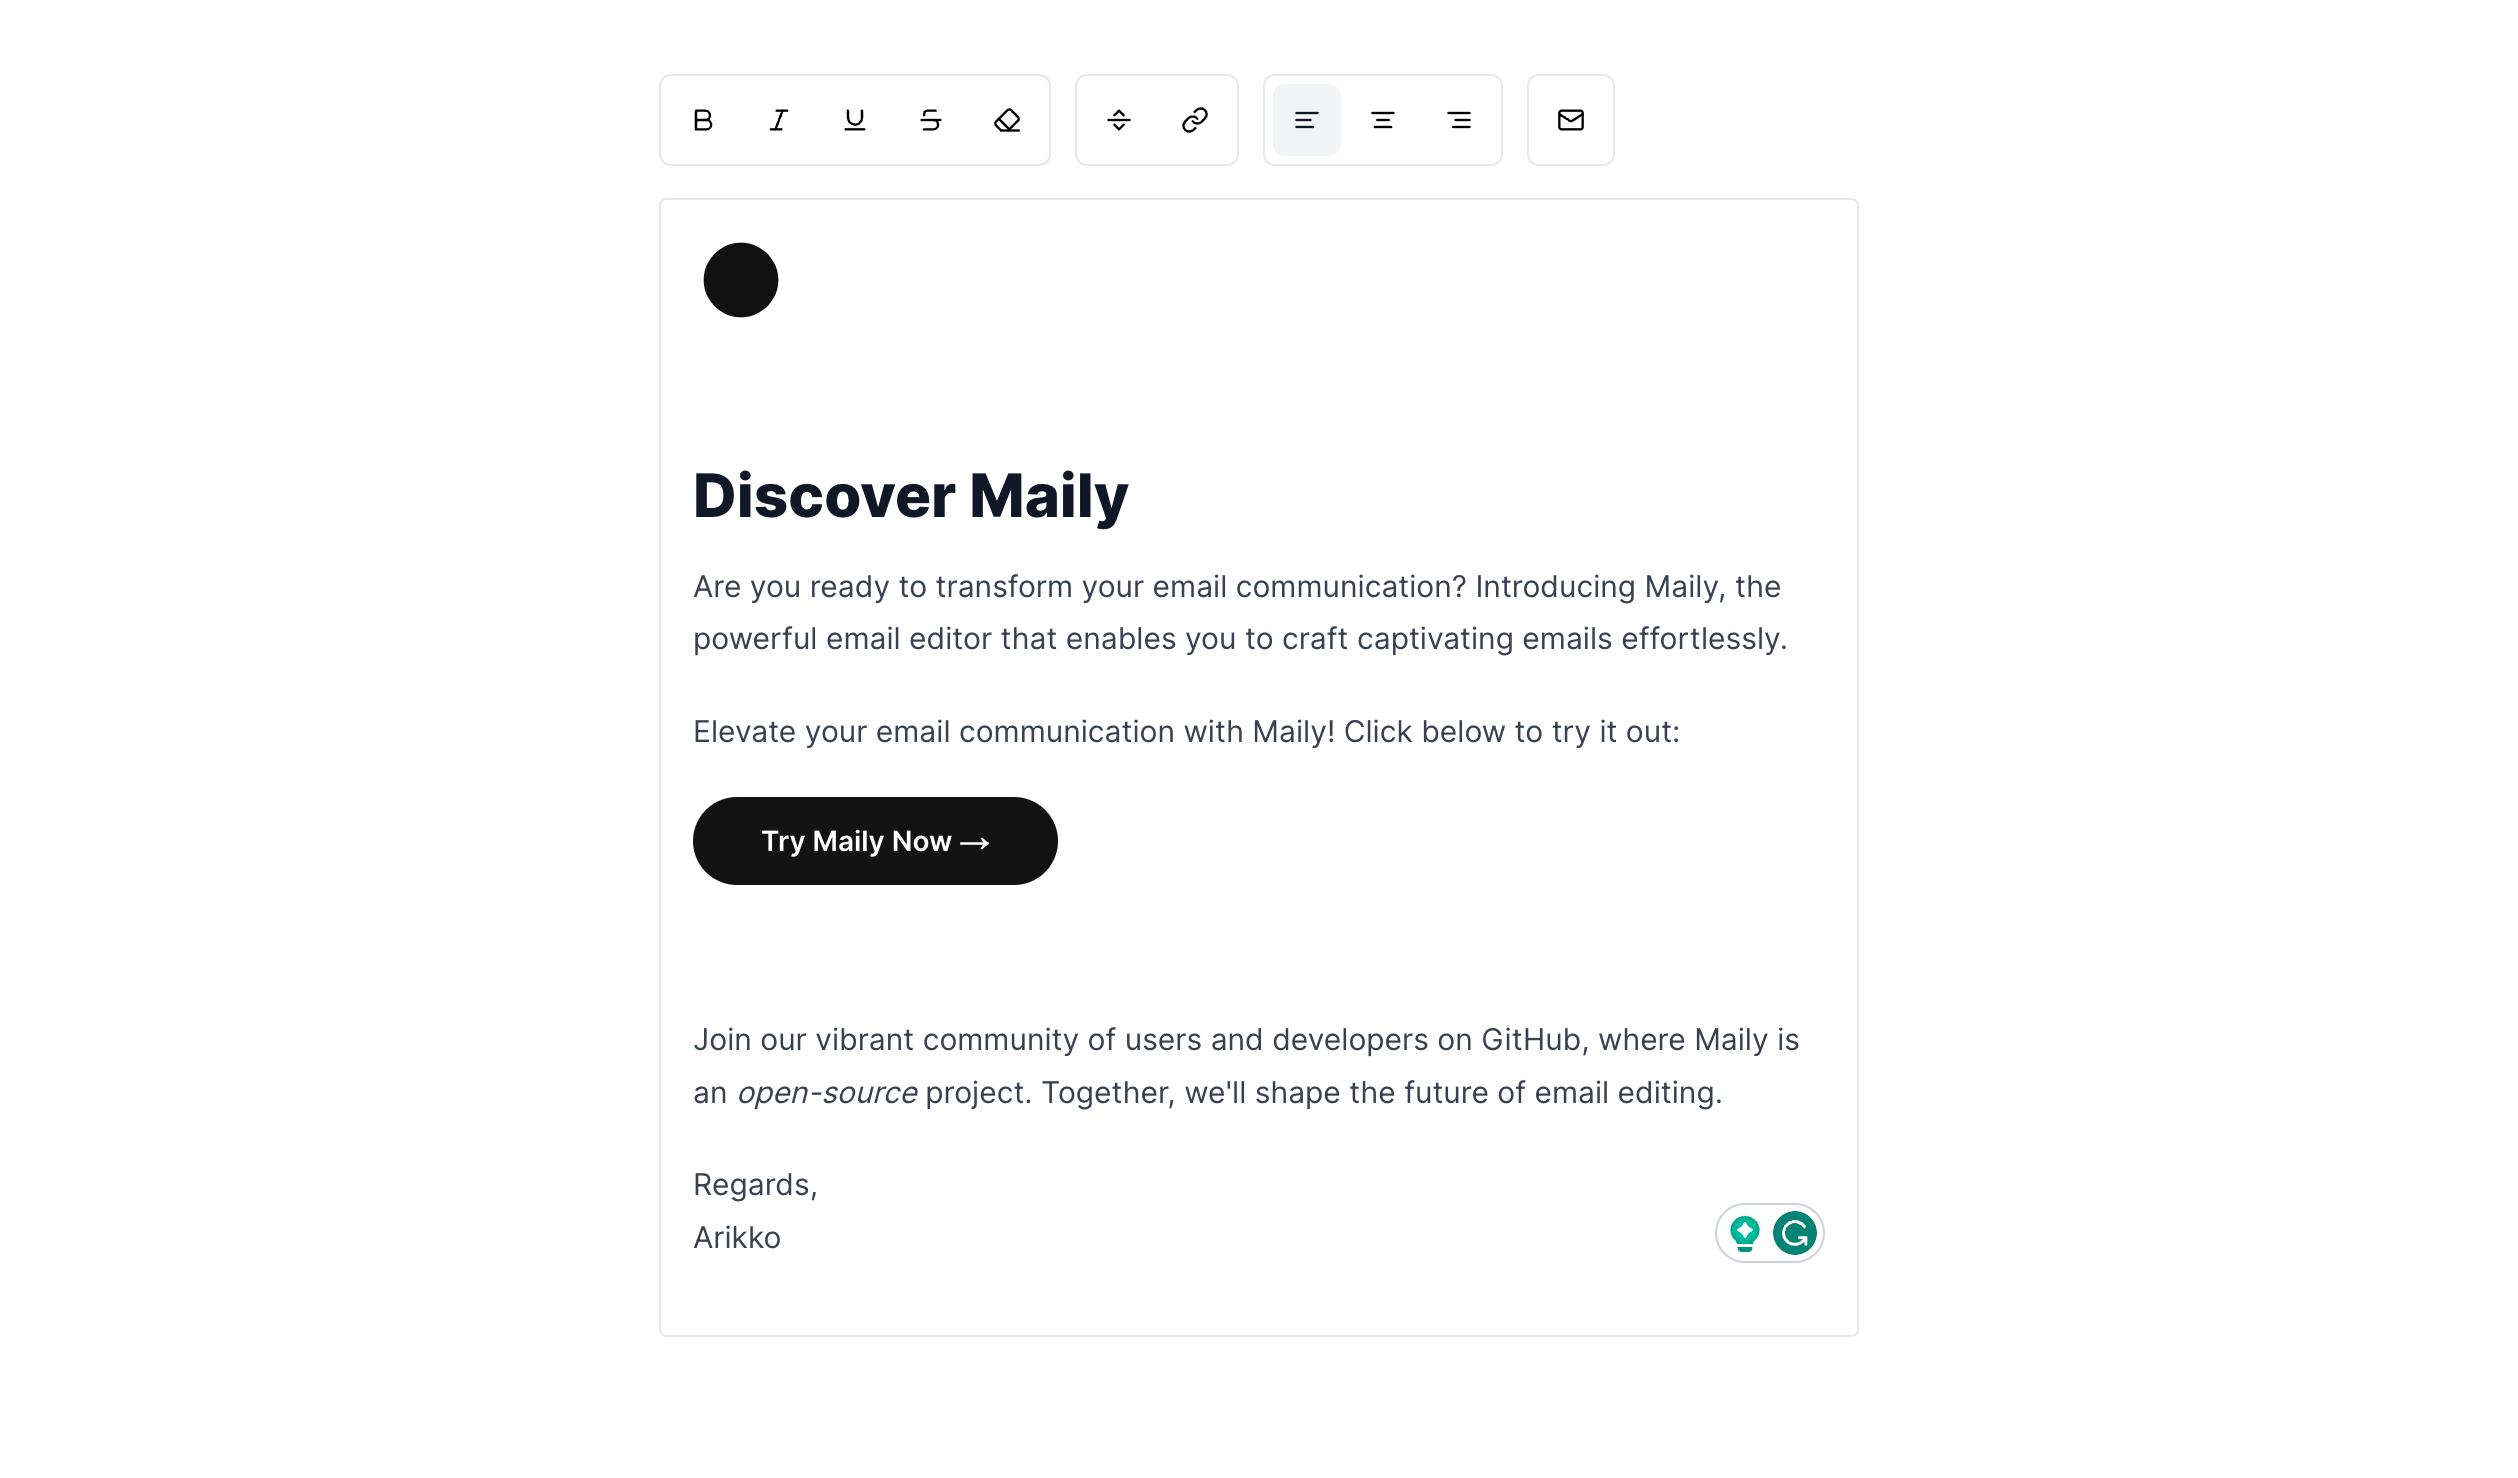 Discover Maily
Are you ready to transform your email communication? Introducing Maily, the
powerful email editor that enables you to craft captivating emails effortlessly.
Elevate your email communication with Maily! Click below to try it out:
Try Maily Now →
Join our vibrant community of users and developers on GitHub, where Maily is
an open-source project. Together, we'll shape the future of email editing.
Regards,
Arikko